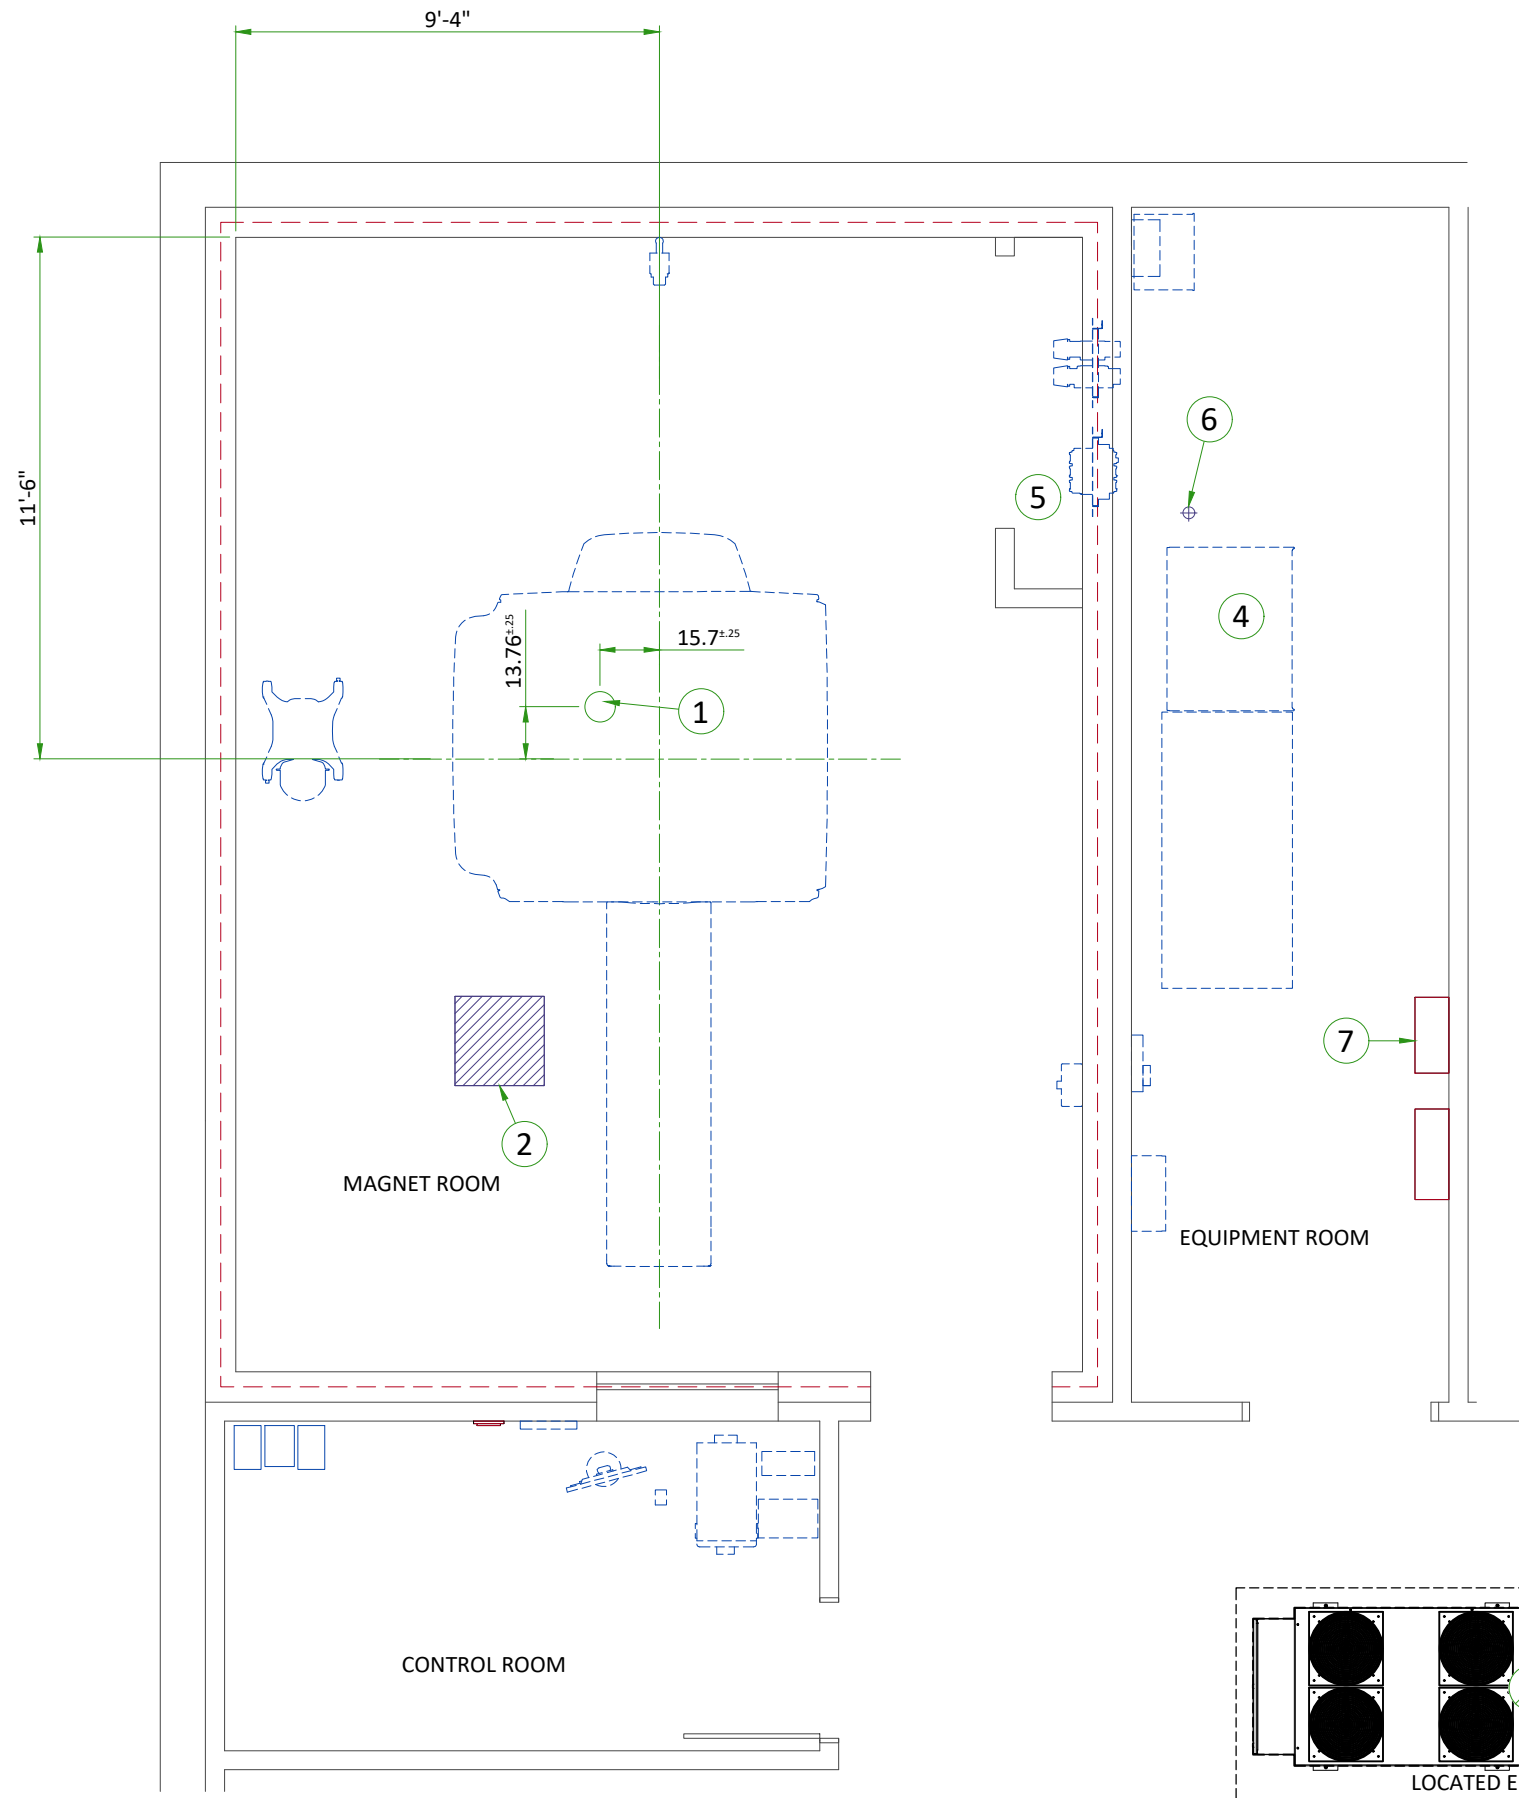 9'-4"
11'-6"
6
5
4
13.76±.25
15.7±.25
1
7
2
MAGNET ROOM
EQUIPMENT ROOM
CONTROL ROOM
LOCATED E